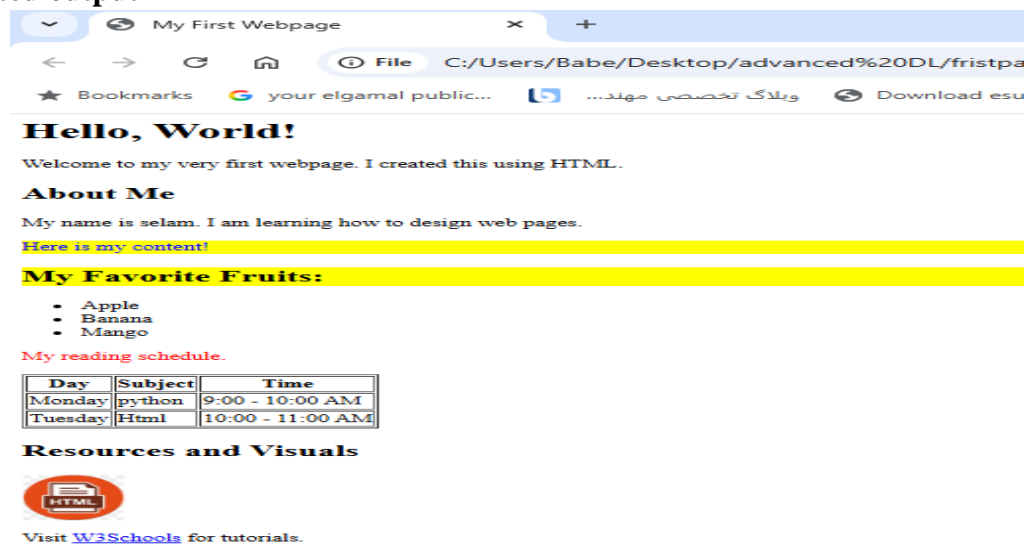 My First Webpage
File C:/Users/Babe/Desktop/advanced%20DL/fristpa
Bookmarks your elgamal public... وبلاگ تخصصی مهند... Download esu
Hello, World!
Welcome to my very first webpage. I created this using HTML.
About Me
My name is selam. I am learning how to design web pages.
Here is my content!
My Favorite Fruits:
Apple
Banana
Mango
My reading schedule.
Day Subject Time
Monday python 9:00 - 10:00 AM
Tuesday Html 10:00 - 11:00 AM
Resources and Visuals
HTML
Visit W3Schools for tutorials.